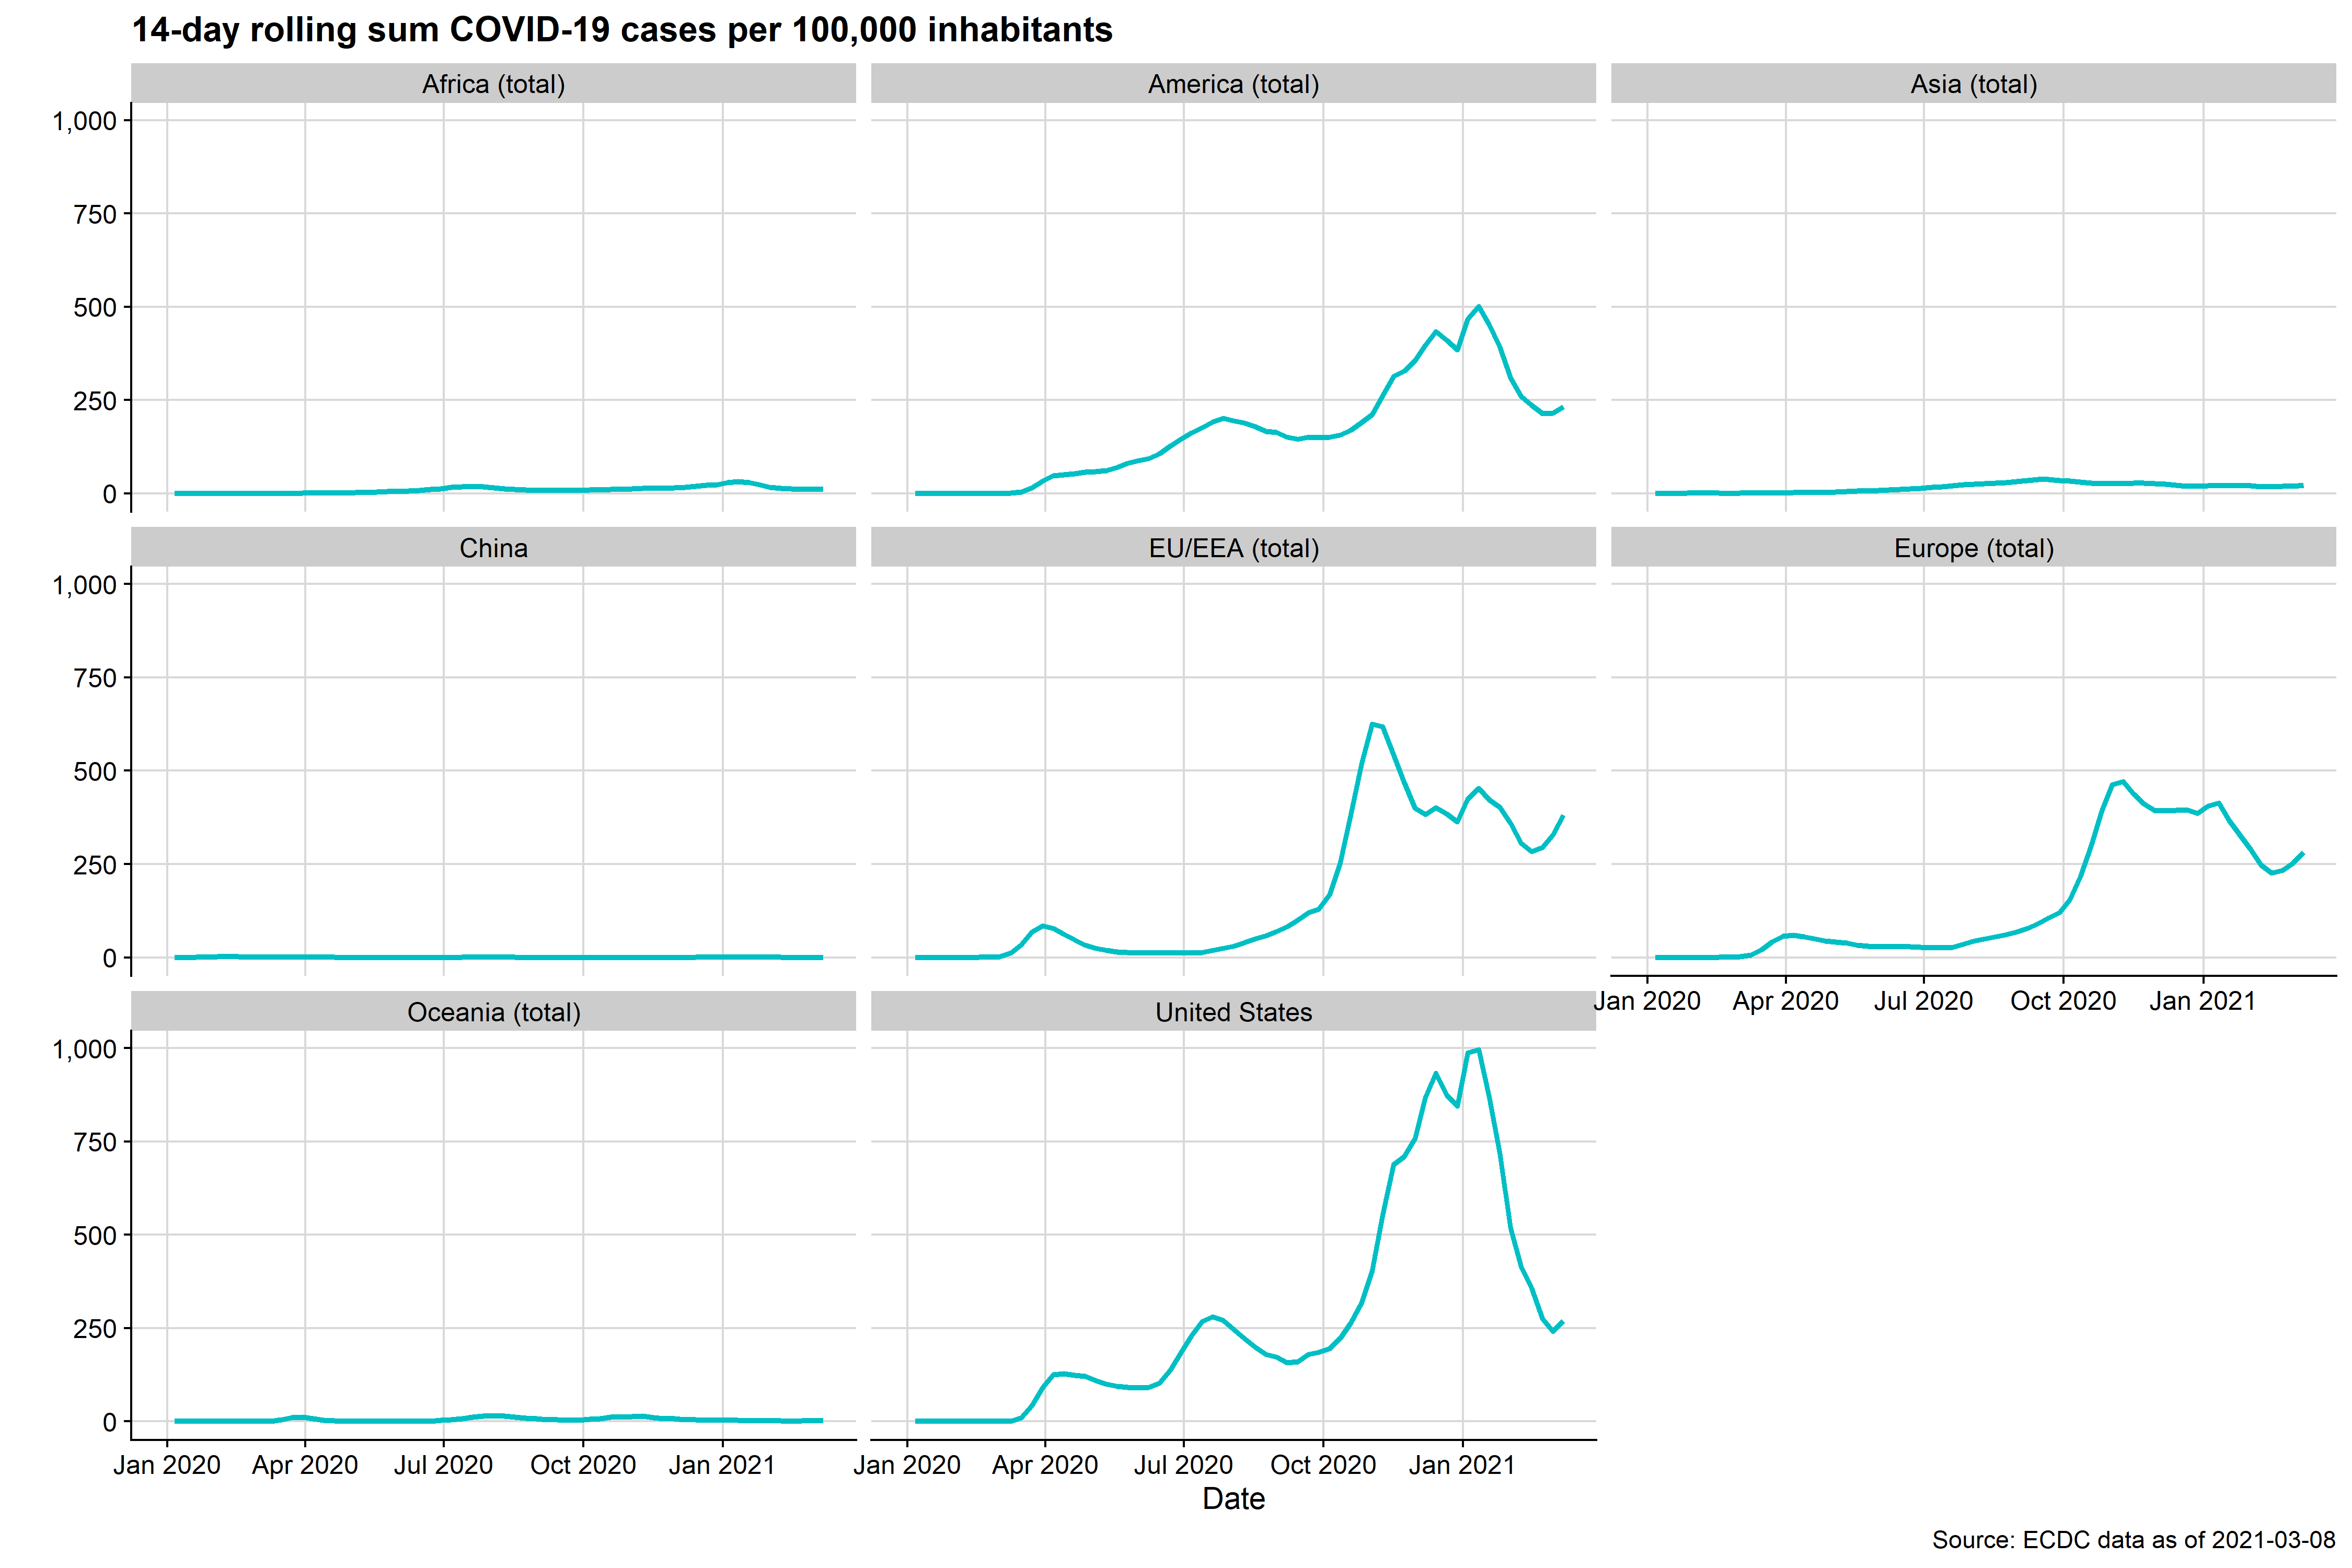 14-day rolling sum COVID-19 cases per 100,000 inhabitants
Africa (total)
America (total)
Asia (total)
1,000
750
500
250
0
China
EU/EEA (total)
Europe (total)
1,000
750
500
250
0
Jan 2020 Apr 2020 Jul 2020 Oct 2020 Jan 2021
Oceania (total)
United States
1,000
750
500
250
0
Jan 2020 Apr 2020 Jul 2020 Oct 2020 Jan 2021
Jan 2020 Apr 2020 Jul 2020 Oct 2020 Jan 2021
Date
Source: ECDC data as of 2021-03-08